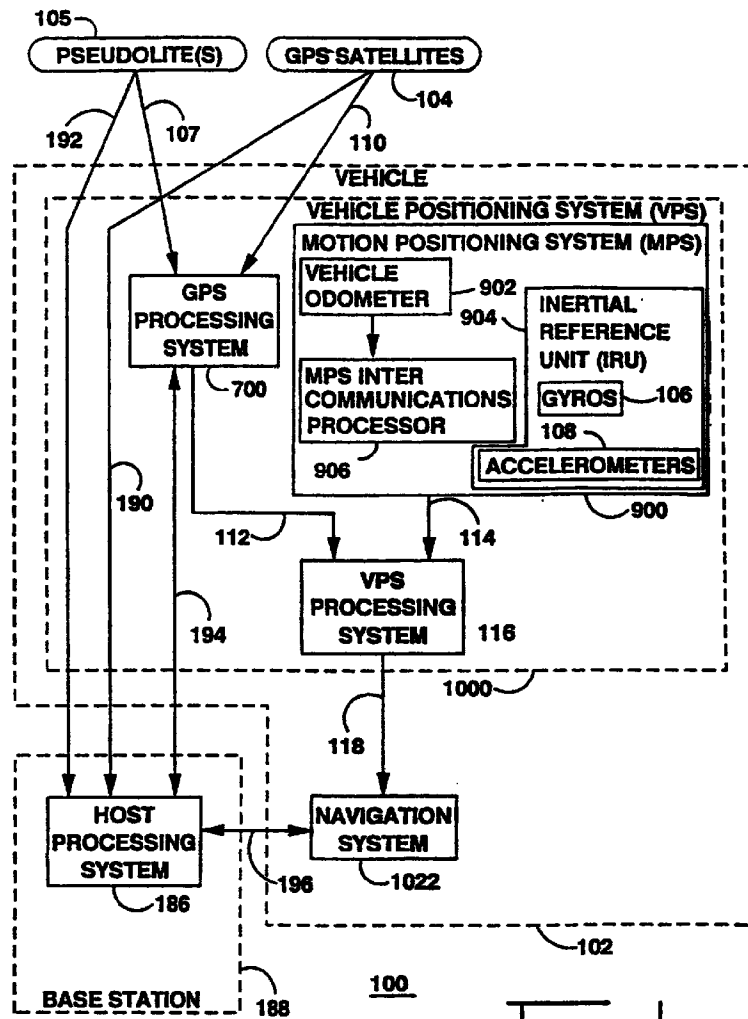 105
PSEUDOLITE(S)
GPS SATELLITES
104
192
107
110
VEHICLE
VEHICLE POSITIONING SYSTEM (VPS)
MOTION POSITIONING SYSTEM (MPS)
VEHICLE
ODOMETER
902
904
INERTIAL
REFERENCE
UNIT (IRU)
GPS
PROCESSING
SYSTEM
700
MPS INTER
COMMUNICATIONS
PROCESSOR
906
GYROS
106
108
ACCELEROMETERS
900
190
112
114
194
VPS
PROCESSING
SYSTEM
116
1000
118
HOST
PROCESSING
SYSTEM
186
196
NAVIGATION
SYSTEM
1022
102
BASE STATION
188
100